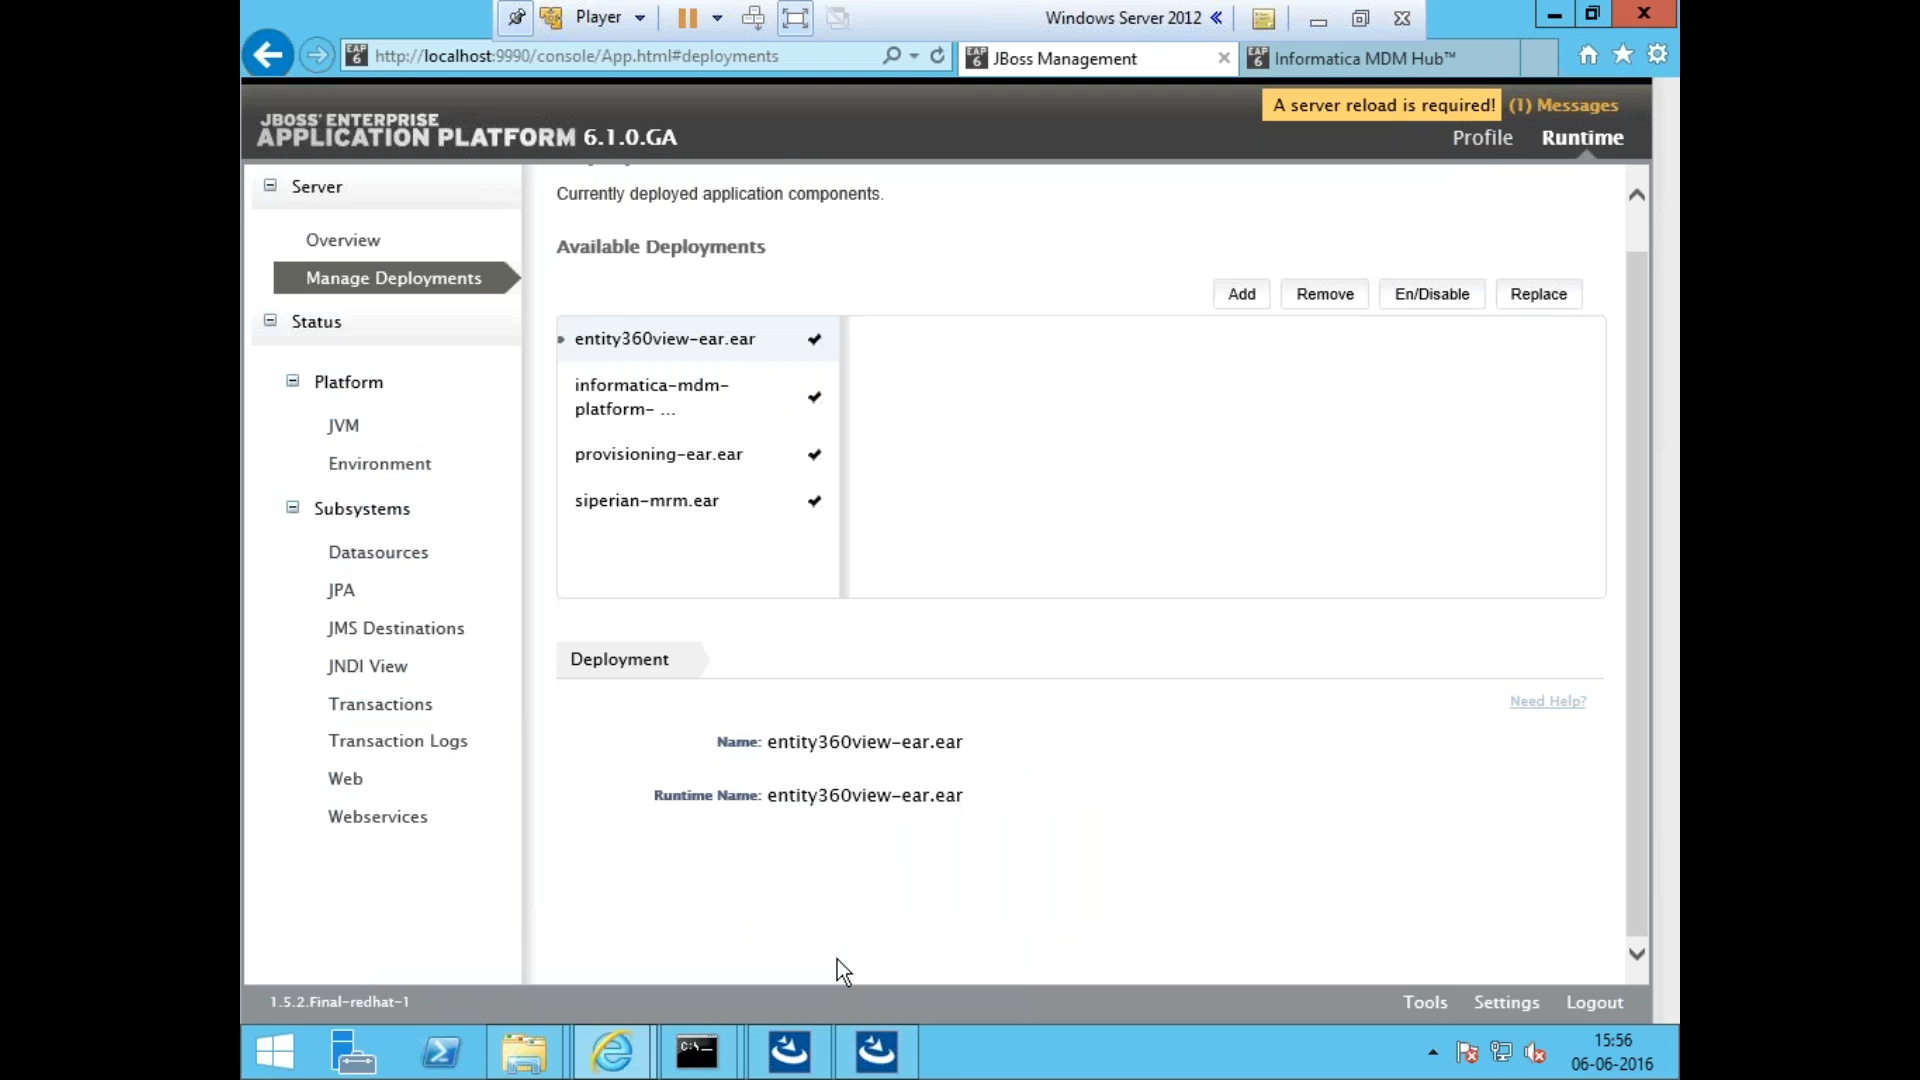 Player
Windows Server 2012
http://localhost:9990/console/App.html#deployments
JBoss Management
Informatica MDM Hub™
A server reload is required!
(1) Messages
JBOSS' ENTERPRISE
APPLICATION PLATFORM 6.1.0.GA
Profile
Runtime
Server
Overview
Manage Deployments
Status
Platform
JVM
Environment
Subsystems
Datasources
JPA
JMS Destinations
JNDI View
Transactions
Transaction Logs
Web
Webservices
Currently deployed application components.
Available Deployments
Add
Remove
En/Disable
Replace
entity360view-ear.ear
informatica-mdm-
platform- ...
provisioning-ear.ear
siperian-mrm.ear
Deployment
Need Help?
Name: entity360view-ear.ear
Runtime Name: entity360view-ear.ear
1.5.2.Final-redhat-1
Tools
Settings
Logout
15:56
06-06-2016